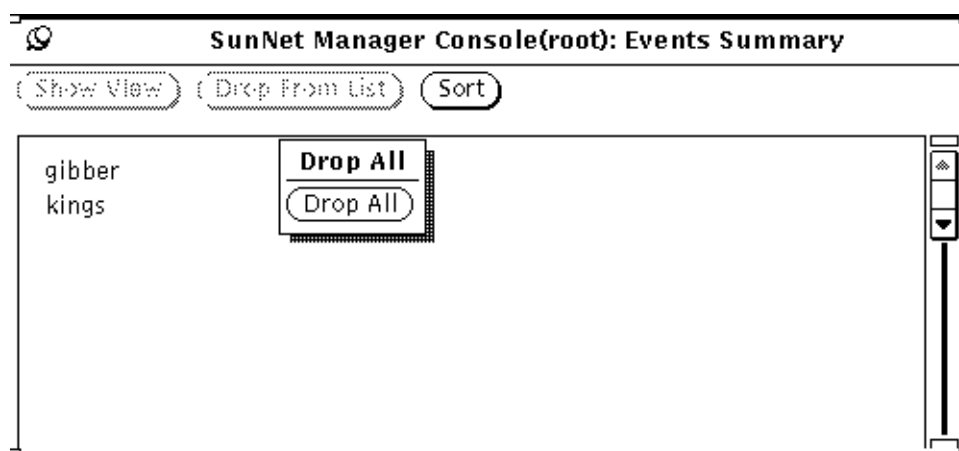 SunNet Manager Console(root): Events Summary
Show View Drop From List Sort
gibber
kings
Drop All
Drop All